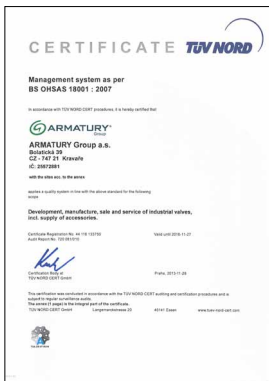 CERTIFICATE TÜV NORD
Management system as per
BS OHSAS 18001 : 2007
In accordance with TÜV NORD CERT procedures, it is hereby certified that
ARMATURY
Group
ARMATURY Group a.s.
Bolatická 39
CZ - 747 21 Kravaře
IČ: 25572881
with the sites acc. to the annex
applies a quality system in line with the above standard for the following
scope
Development, manufacture, sale and service of industrial valves,
incl. supply of accessories.
Certificate Registration No. 44 116 133750
Valid until 2016-11-27
Audit Report No.
Certification Body at
TÜV NORD CERT GmbH
Praha, 2013-11-28
This certification was conducted in accordance with the TÜV NORD CERT auditing and certification procedures and is
subject to regular surveillance audits.
The annex (1 page) is the integral part of the certificate.
TÜV NORD CERT GmbH Langemarckstrasse 20 45141 Essen www.tuev-nord-cert.com